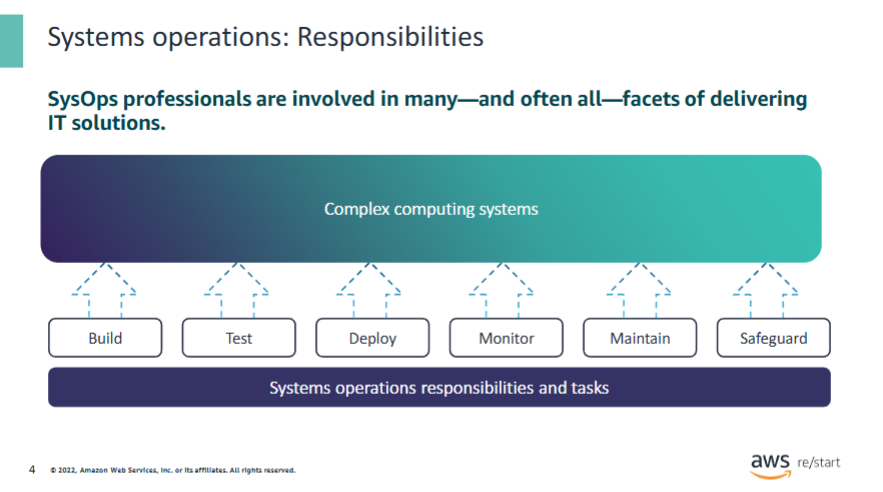 Systems operations: Responsibilities
SysOps professionals are involved in many—and often all—facets of delivering
IT solutions.
Complex computing systems
Build
Test
Deploy
Monitor
Maintain
Safeguard
Systems operations responsibilities and tasks
4
© 2022, Amazon Web Services, Inc. or its affiliates. All rights reserved.
aws re/start